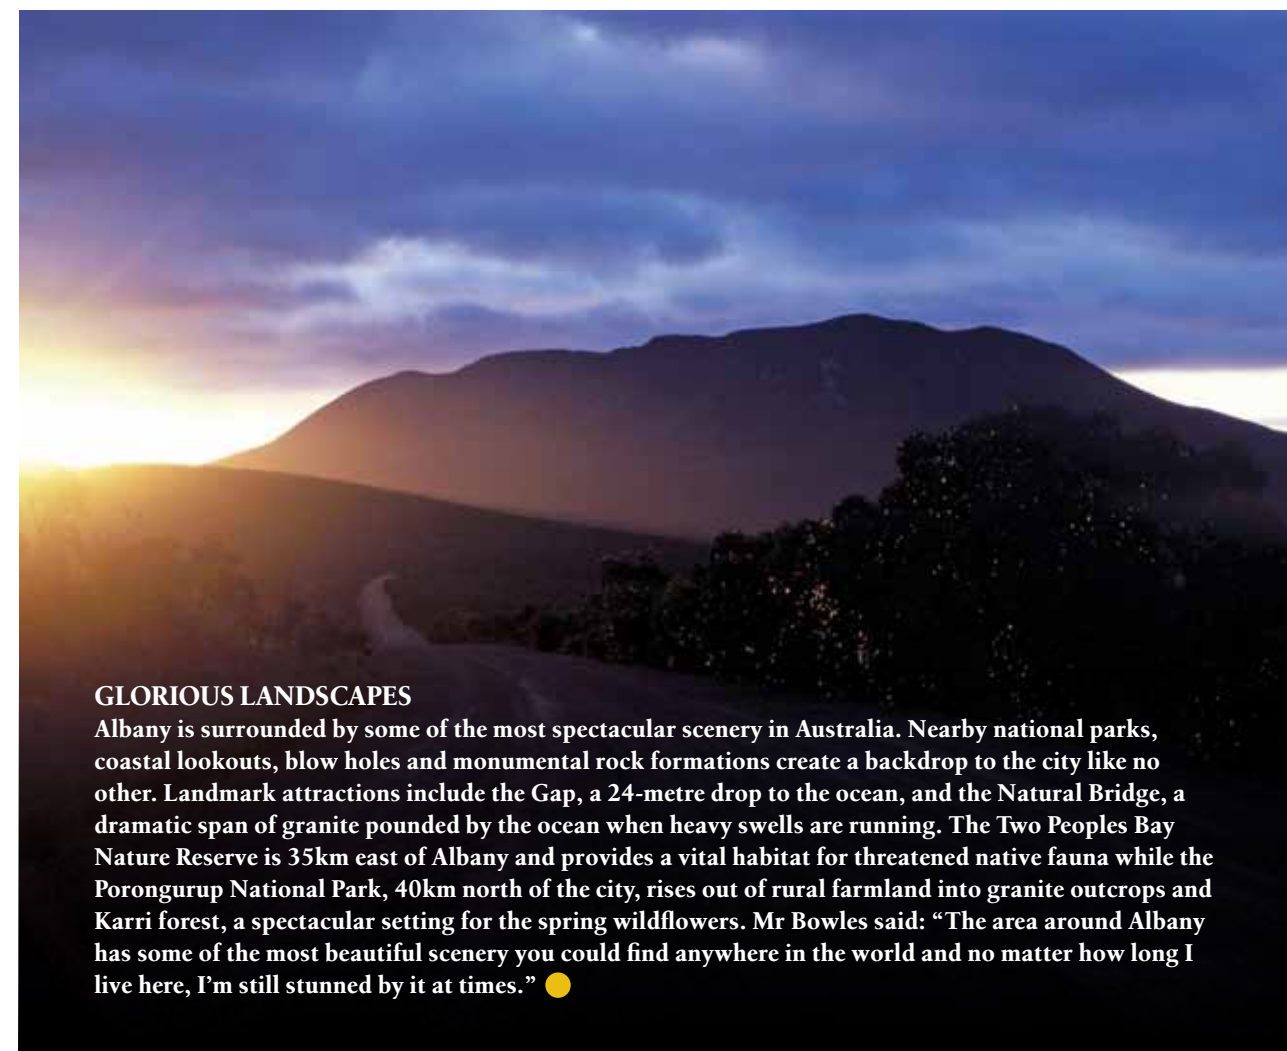 GLORIOUS LANDSCAPES
Albany is surrounded by some of the most spectacular scenery in Australia. Nearby national parks,
coastal lookouts, blow holes and monumental rock formations create a backdrop to the city like no
other. Landmark attractions include the Gap, a 24-metre drop to the ocean, and the Natural Bridge, a
dramatic span of granite pounded by the ocean when heavy swells are running. The Two Peoples Bay
Nature Reserve is 35km east of Albany and provides a vital habitat for threatened native fauna while the
Porongurup National Park, 40km north of the city, rises out of rural farmland into granite outcrops and
Karri forest, a spectacular setting for the spring wildflowers. Mr Bowles said: “The area around Albany
has some of the most beautiful scenery you could find anywhere in the world and no matter how long I
live here, I’m still stunned by it at times.”